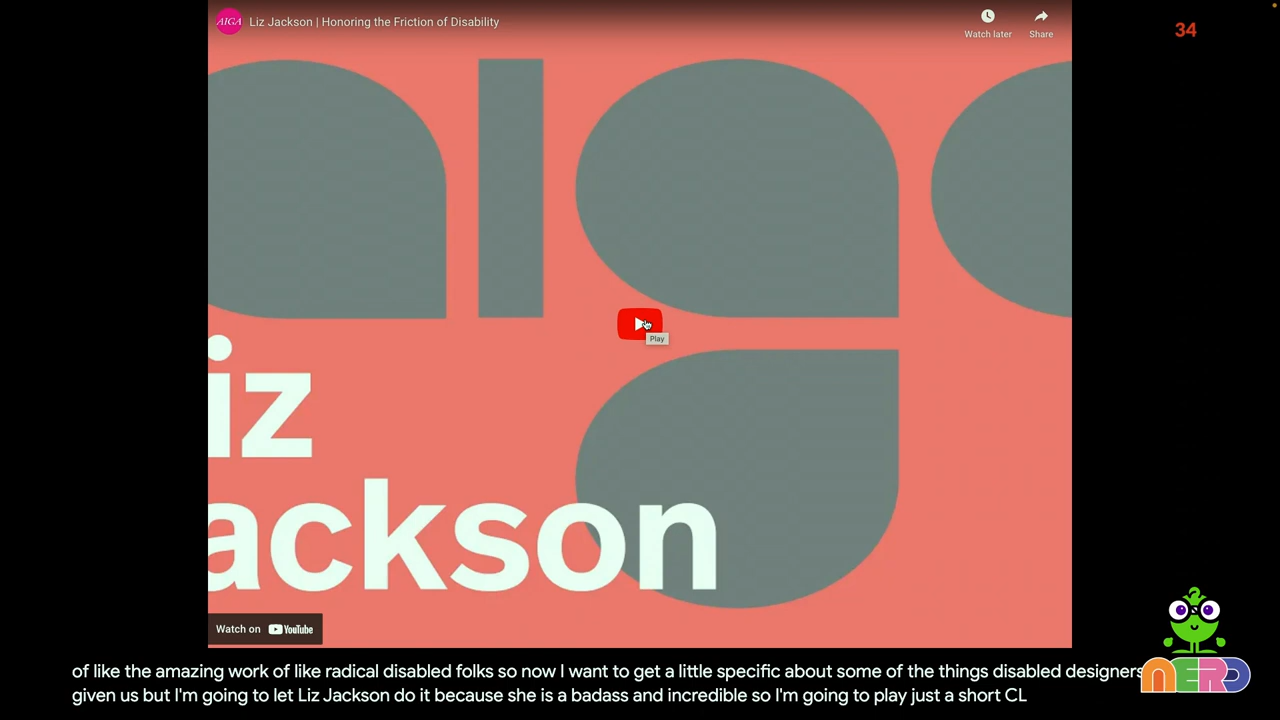 AIGA
Liz Jackson | Honoring the Friction of Disability
Watch later
Share
34
aiga
Play
iz
ackson
Watch on YouTube
of like the amazing work of like radical disabled folks so now I want to get a little specific about some of the things disabled designers
given us but I'm going to let Liz Jackson do it because she is a badass and incredible so I'm going to play just a short CL
NERD